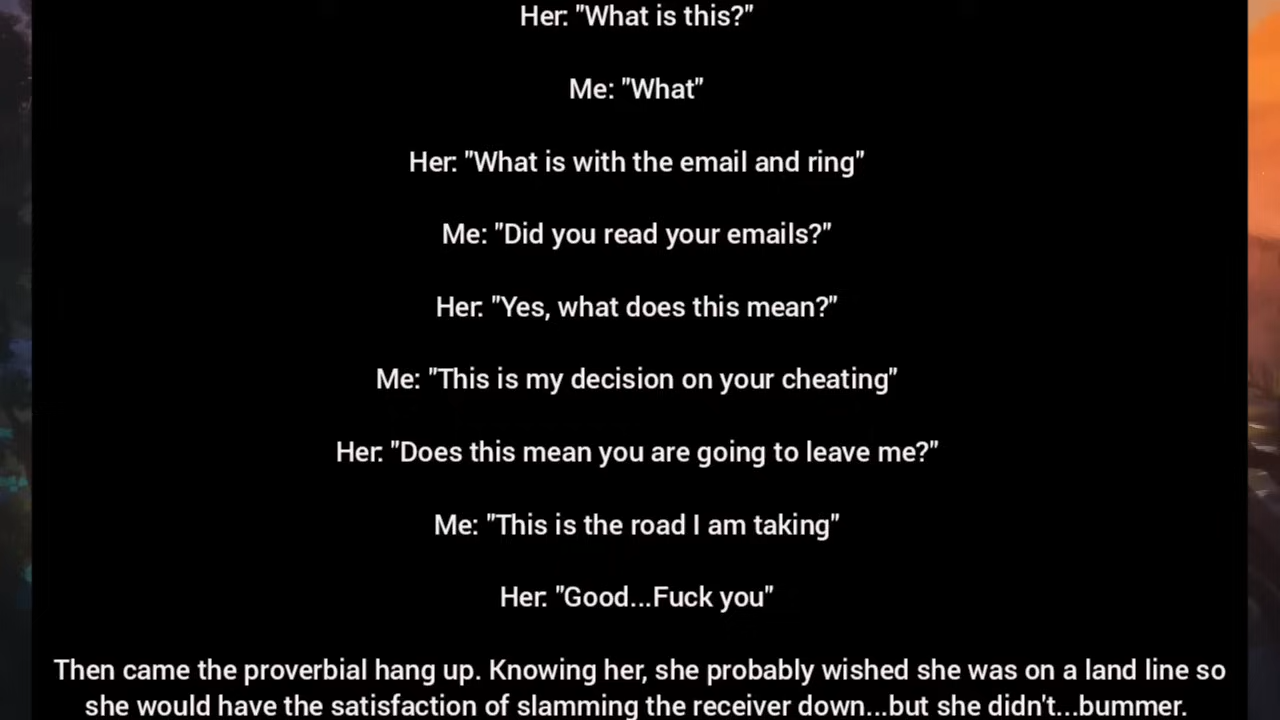 Her: "What is this?"
Me: "What"
Her: "What is with the email and ring"
Me: "Did you read your emails?"
Her: "Yes, what does this mean?"
Me: "This is my decision on your cheating"
Her: "Does this mean you are going to leave me?"
Me: "This is the road I am taking"
Her: "Good...Fuck you"
Then came the proverbial hang up. Knowing her, she probably wished she was on a land line so
she would have the satisfaction of slamming the receiver down...but she didn't...bummer.